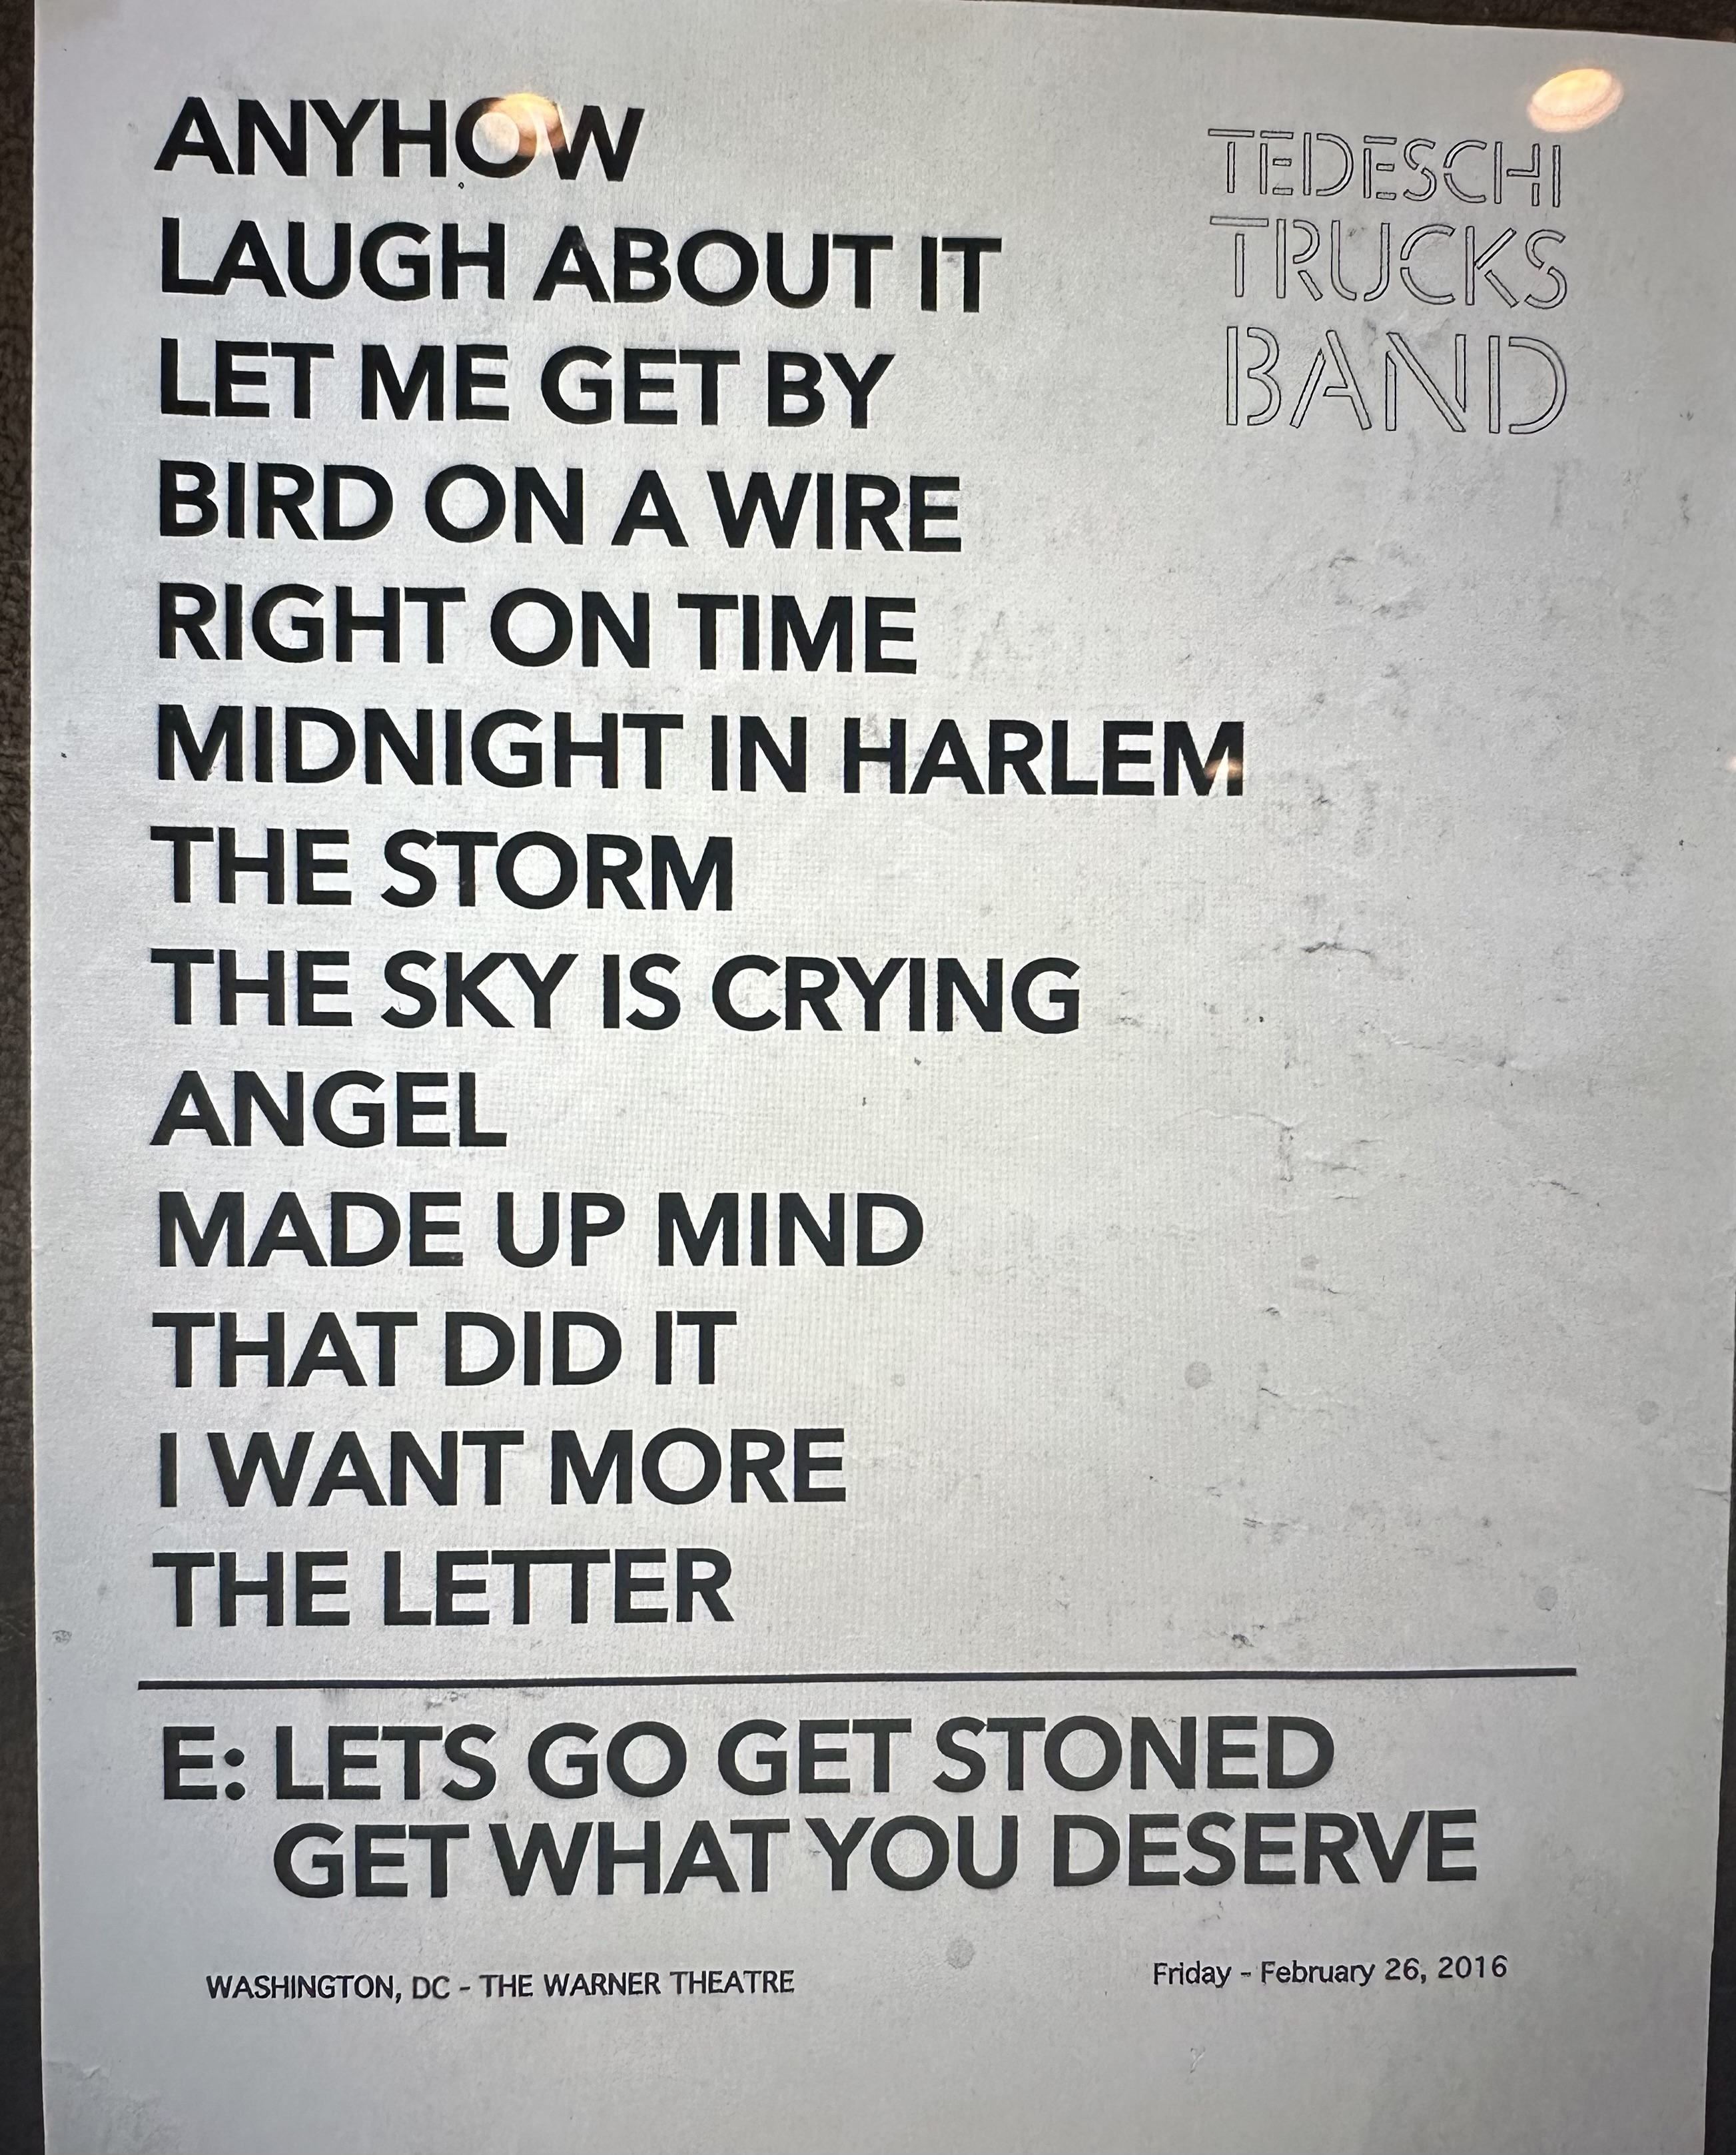 ANYHOW
LAUGH ABOUT IT
LET ME GET BY
BIRD ON A WIRE
RIGHT ON TIME
MIDNIGHT IN HARLEM
THE STORM
THE SKY IS CRYING
ANGEL
MADE UP MIND
THAT DID IT
I WANT MORE
THE LETTER
E: LETS GO GET STONED
GET WHAT YOU DESERVE
TEDESCHI
TRUCKS
BAND
WASHINGTON, DC - THE WARNER THEATRE
Friday - February 26, 2016